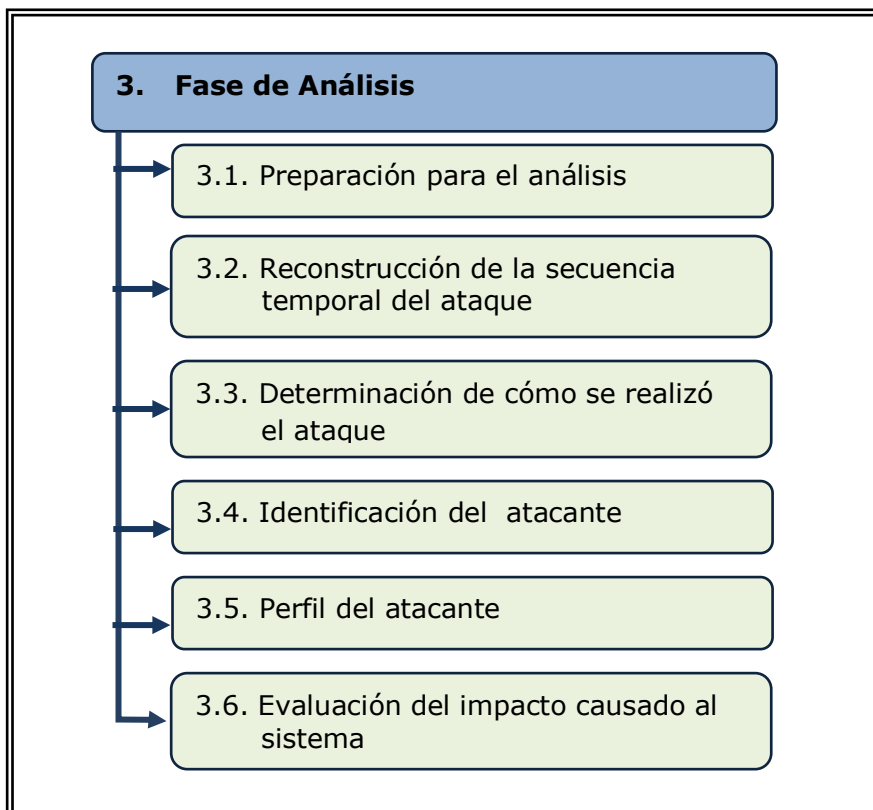 3. Fase de Análisis
3.1. Preparación para el análisis
3.2. Reconstrucción de la secuencia
temporal del ataque
3.3. Determinación de cómo se realizó
el ataque
3.4. Identificación del atacante
3.5. Perfil del atacante
3.6. Evaluación del impacto causado al
sistema